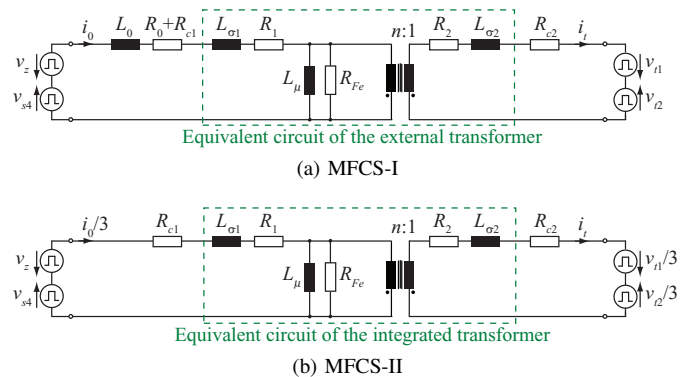 i0 L0 R0+Rc1 Lσ1 R1 n:1 R2 Lσ2 Rc2 it
vz vt1
Lμ RFe
vs4 vt2
Equivalent circuit of the external transformer
(a) MFCS-I
i0/3 Rc1 Lσ1 R1 n:1 R2 Lσ2 Rc2 it
vz vt1/3
Lμ RFe
vs4 vt2/3
Equivalent circuit of the integrated transformer
(b) MFCS-II